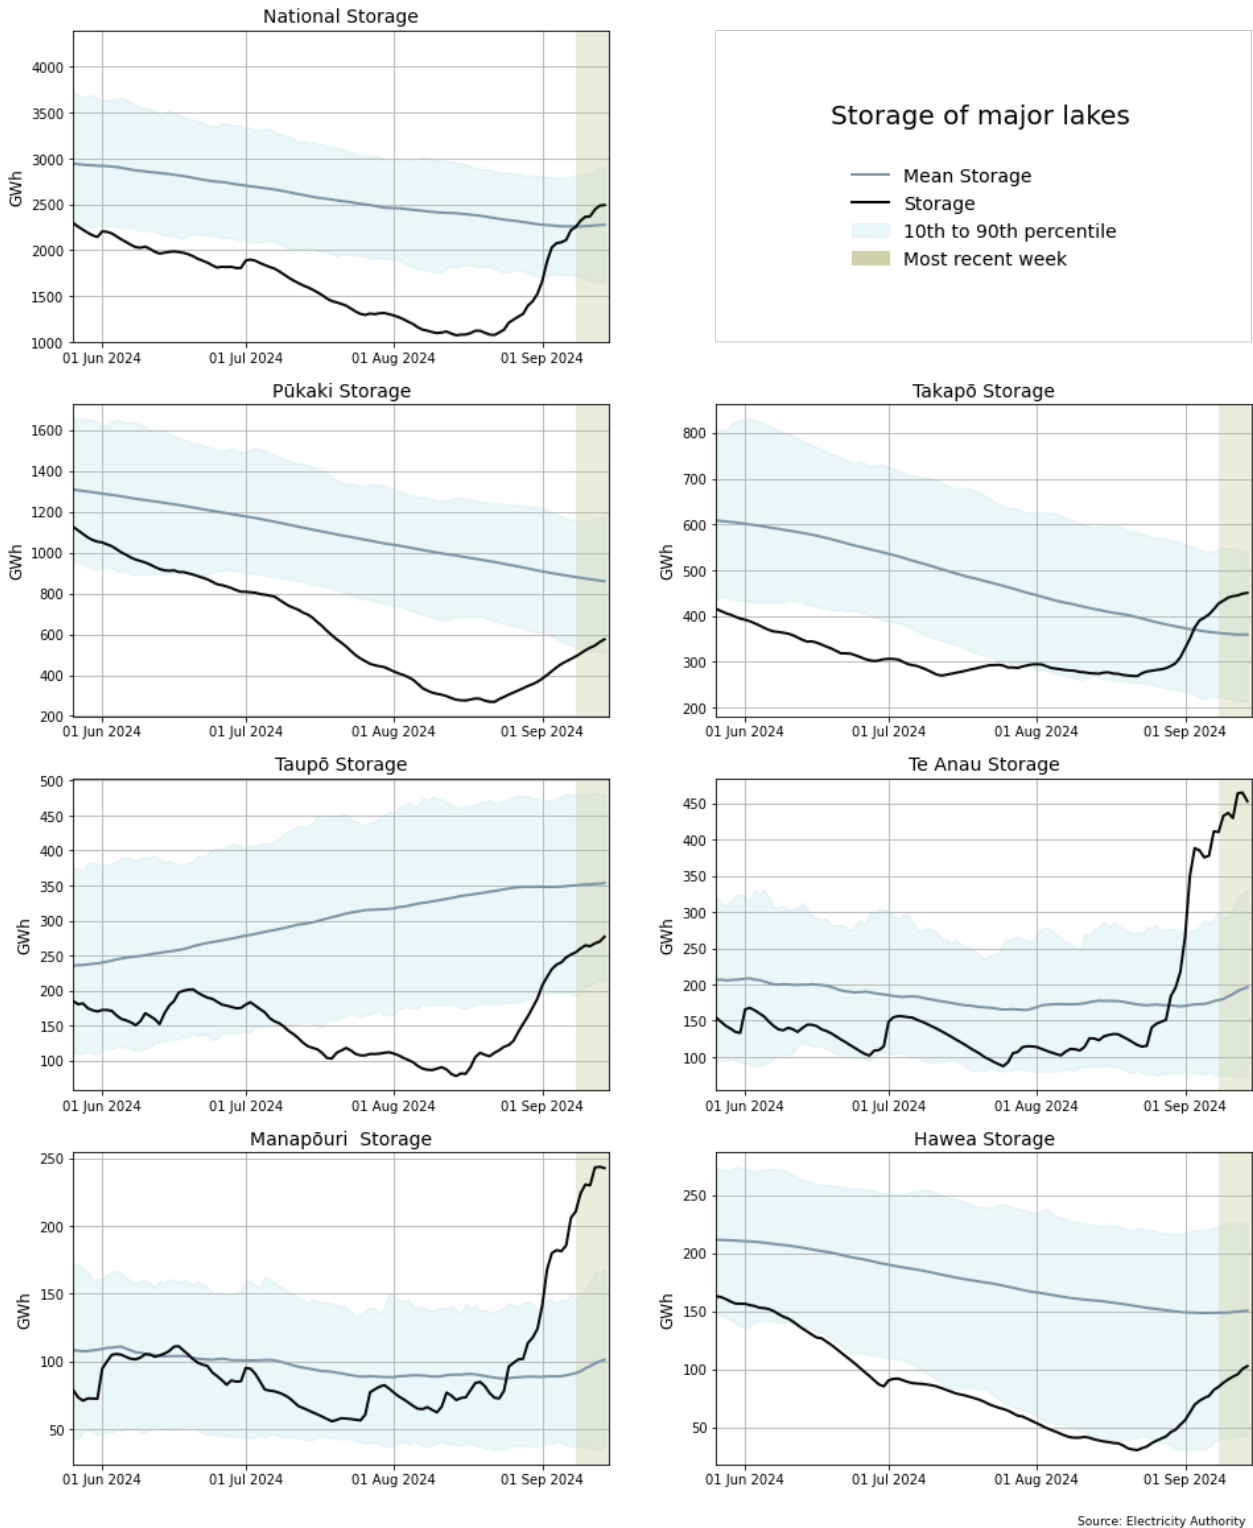 National Storage
GWh
4000
3500
3000
2500
2000
1500
1000
01 Jun 2024 01 Jul 2024 01 Aug 2024 01 Sep 2024
Storage of major lakes
Mean Storage
Storage
10th to 90th percentile
Most recent week
Pūkaki Storage
GWh
1600
1400
1200
1000
800
600
400
200
01 Jun 2024 01 Jul 2024 01 Aug 2024 01 Sep 2024
Takapō Storage
GWh
800
700
600
500
400
300
200
01 Jun 2024 01 Jul 2024 01 Aug 2024 01 Sep 2024
Taupō Storage
GWh
500
450
400
350
300
250
200
150
100
01 Jun 2024 01 Jul 2024 01 Aug 2024 01 Sep 2024
Te Anau Storage
GWh
450
400
350
300
250
200
150
100
01 Jun 2024 01 Jul 2024 01 Aug 2024 01 Sep 2024
Manapōuri  Storage
GWh
250
200
150
100
50
01 Jun 2024 01 Jul 2024 01 Aug 2024 01 Sep 2024
Hawea Storage
GWh
250
200
150
100
50
01 Jun 2024 01 Jul 2024 01 Aug 2024 01 Sep 2024
Source: Electricity Authority